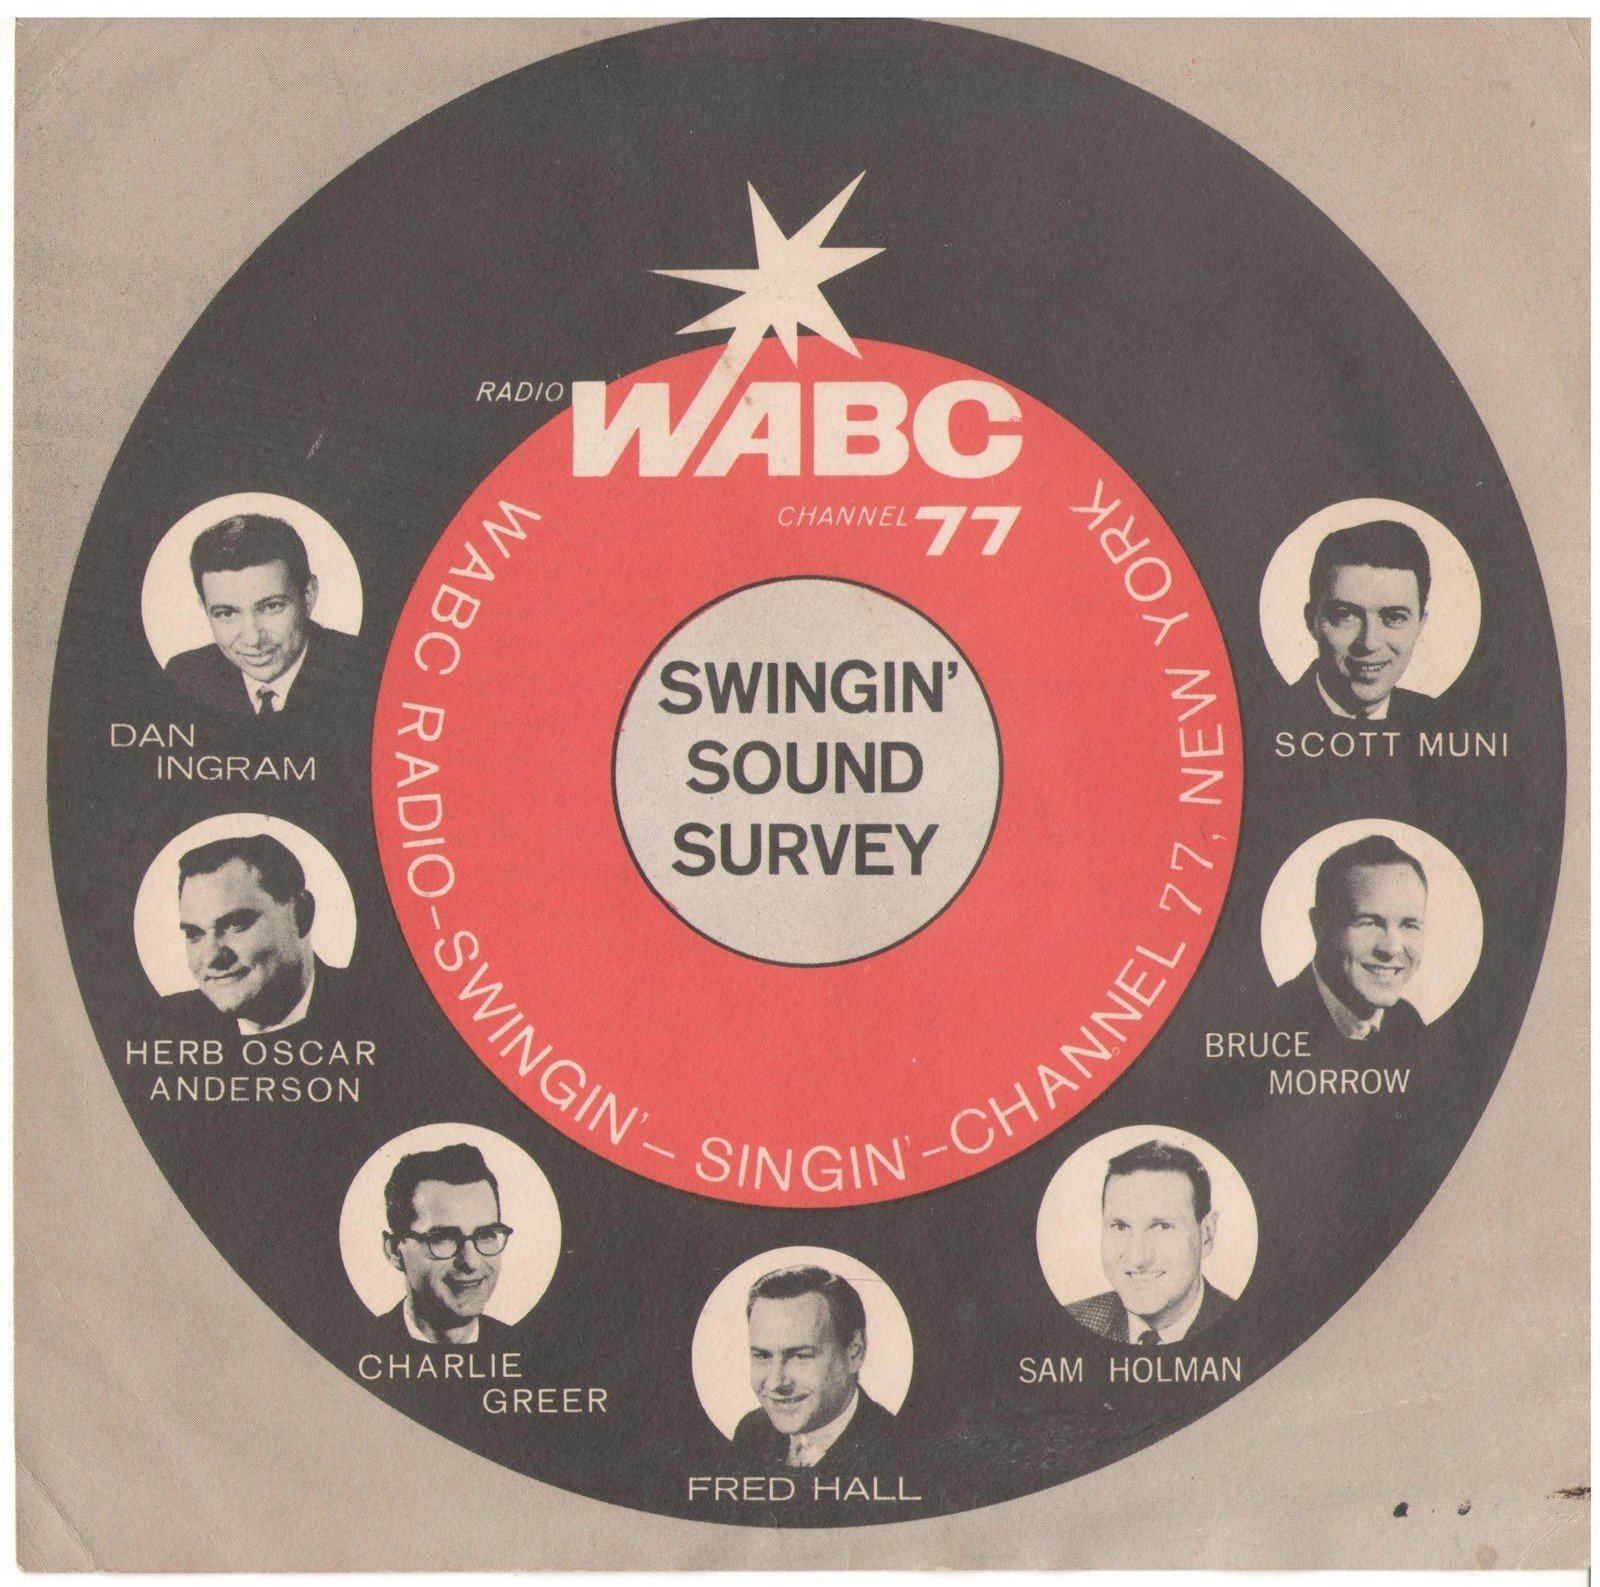 RADIO WABC
CHANNEL 77
WABC RADIO-SWINGIN'- SINGIN'-CHANNEL 77, NEW YORK
SWINGIN'
SOUND
SURVEY
DAN
INGRAM
HERB OSCAR
ANDERSON
CHARLIE
GREER
FRED HALL
SAM HOLMAN
BRUCE
MORROW
SCOTT MUNI